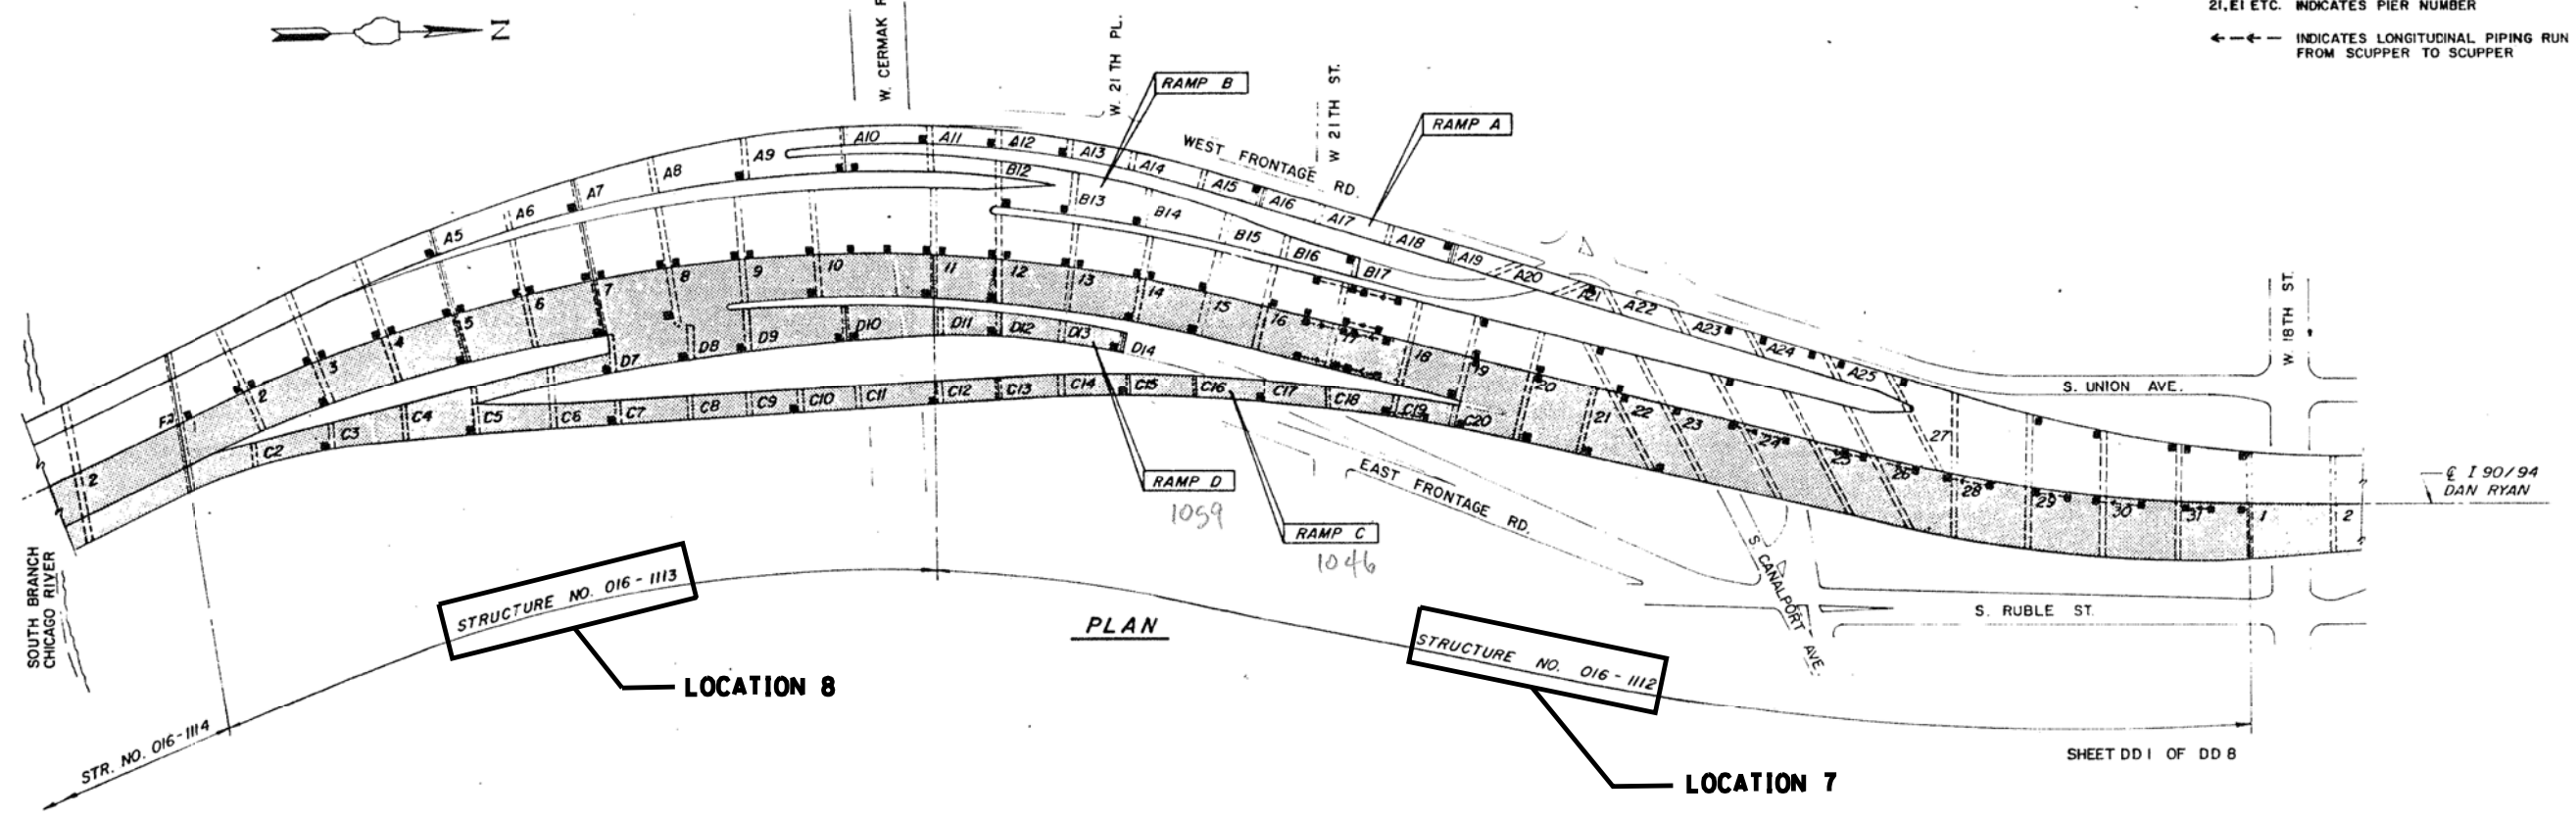 21, E1 ETC. INDICATES PIER NUMBER
INDICATES LONGITUDINAL PIPING RUN
FROM SCUPPER TO SCUPPER
N
W. CERMAK
W. 21TH PL.
W 21TH ST.
RAMP B
RAMP A
WEST FRONTAGE RD.
A5
A6
A7
A8
A9
A10
A11
A12
A13
A14
A15
A16
A17
A18
A19
A20
A21
A22
A23
A24
A25
B12
B13
B14
B15
B16
B17
2
F2
2
3
4
5
6
7
8
9
10
11
12
13
14
15
16
17
18
19
20
21
22
23
24
25
26
27
28
29
30
31
1
2
D7
D8
D9
D10
D11
D12
D13
D14
C2
C3
C4
C5
C6
C7
C8
C9
C10
C11
C12
C13
C14
C15
C16
C17
C18
C19
C20
W 18TH ST.
S. UNION AVE.
℄ I 90/94
DAN RYAN
RAMP D
1059
RAMP C
1046
EAST FRONTAGE RD.
S CANALPORT AVE.
S. RUBLE ST.
SOUTH BRANCH
CHICAGO RIVER
STRUCTURE NO. 016-1113
LOCATION 8
PLAN
STRUCTURE NO. 016-1112
LOCATION 7
STR. NO. 016-1114
SHEET DD 1 OF DD 8